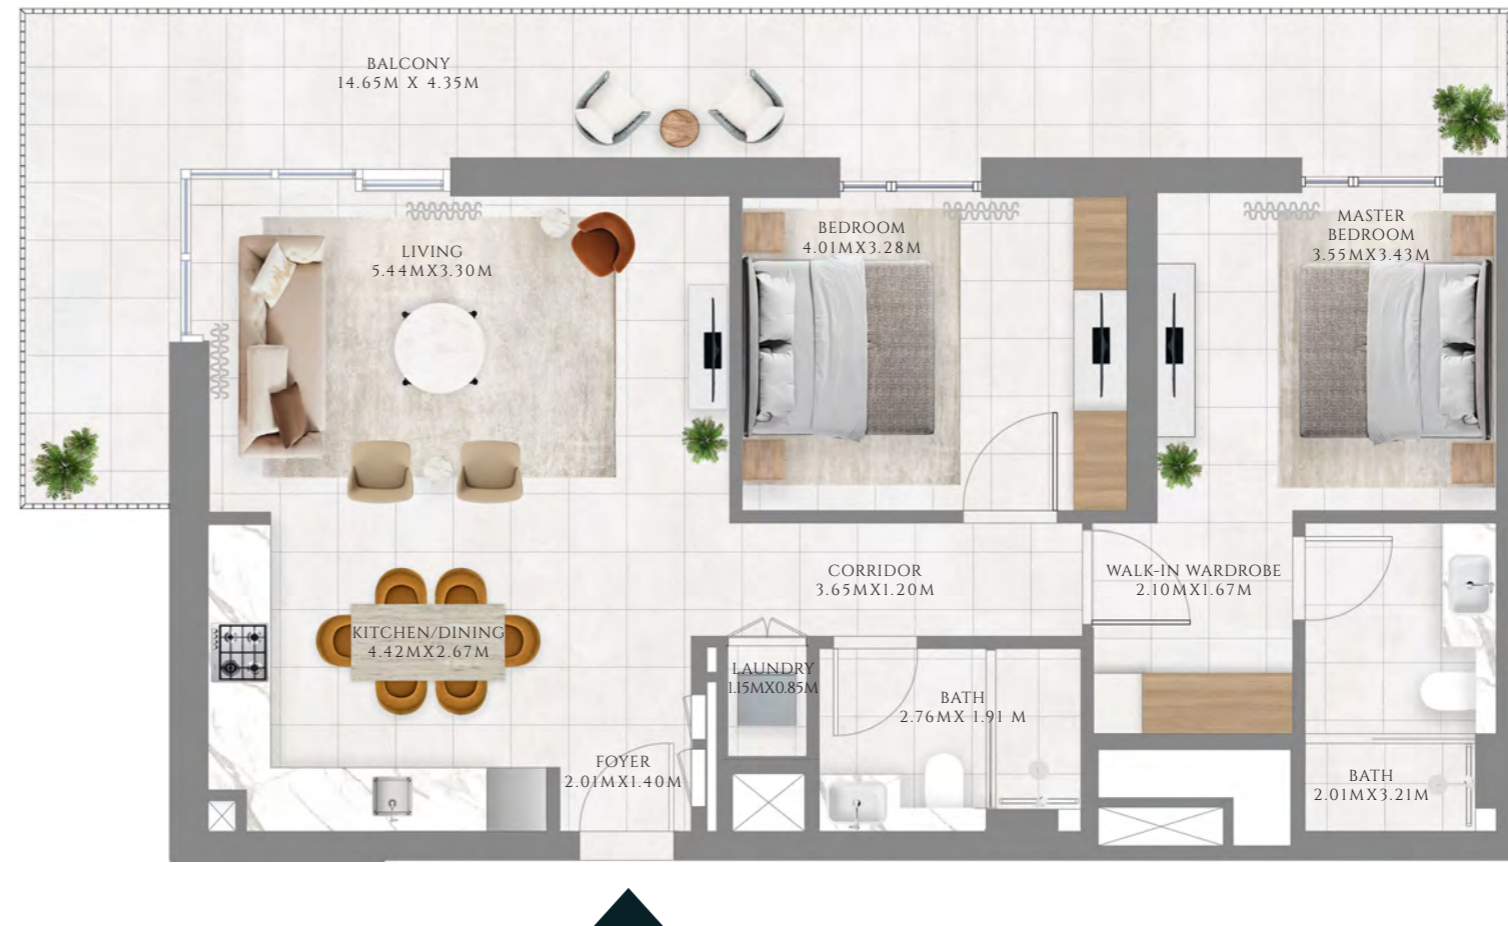 BALCONY
14.65M X 4.35M
LIVING
5.44MX3.30M
BEDROOM
4.01MX3.28M
MASTER
BEDROOM
3.55MX3.43M
CORRIDOR
3.65MX1.20M
WALK-IN WARDROBE
2.10MX1.67M
KITCHEN/DINING
4.42MX2.67M
LAUNDRY
1.15MX0.85M
BATH
2.76MX 1.91 M
FOYER
2.01MX1.40M
BATH
2.01MX3.21M